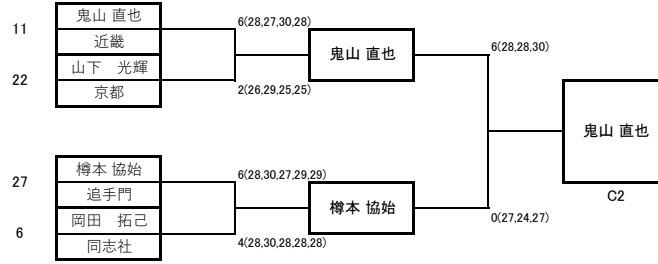 11
鬼山 直也
近畿
6(28,27,30,28)
22
山下　光輝
京都
2(26,29,25,25)
鬼山 直也
6(28,28,30)
27
樽本 協始
追手門
6(28,30,27,29,29)
6
岡田　拓己
同志社
4(28,30,28,28,28)
樽本 協始
0(27,24,27)
鬼山 直也
C2